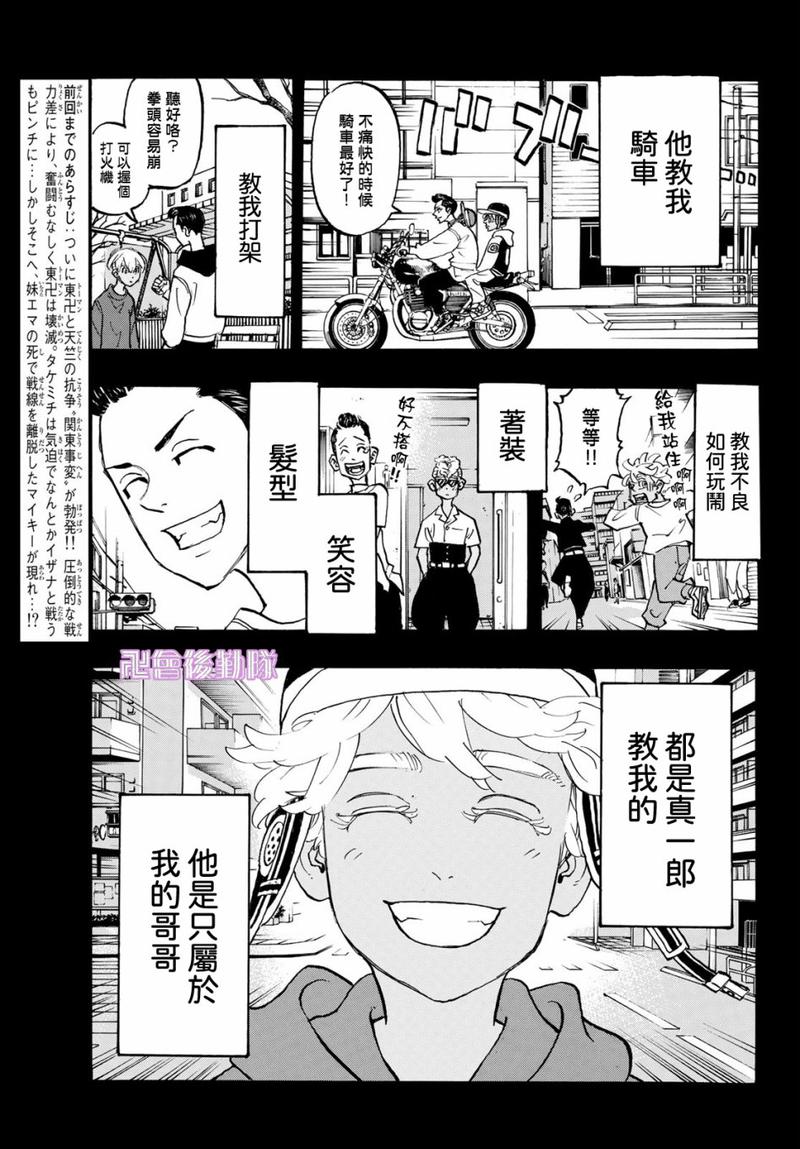 他教我
騎車
不痛快的時候
騎車最好了！
教我打架
聽好咯？
拳頭容易崩
可以握個
打火機
教我不良
如何玩鬧
給我站住
啊啊啊
等等！！
著裝
好不搭啊！！
髮型
笑容
都是真一郎
教我的
他是只屬於
我的哥哥
卍會後勤隊
前回までのあらすじ：ついに東卍と天竺の抗争〝関東事変〟が勃発!! 圧倒的な戦
力差により、奮闘むなしく東卍は壊滅。タケミチは気迫でなんとかイザナと戦う
もピンチに…しかしそこへ、妹エマの死で戦線を離脱したマイキーが現れ…!?